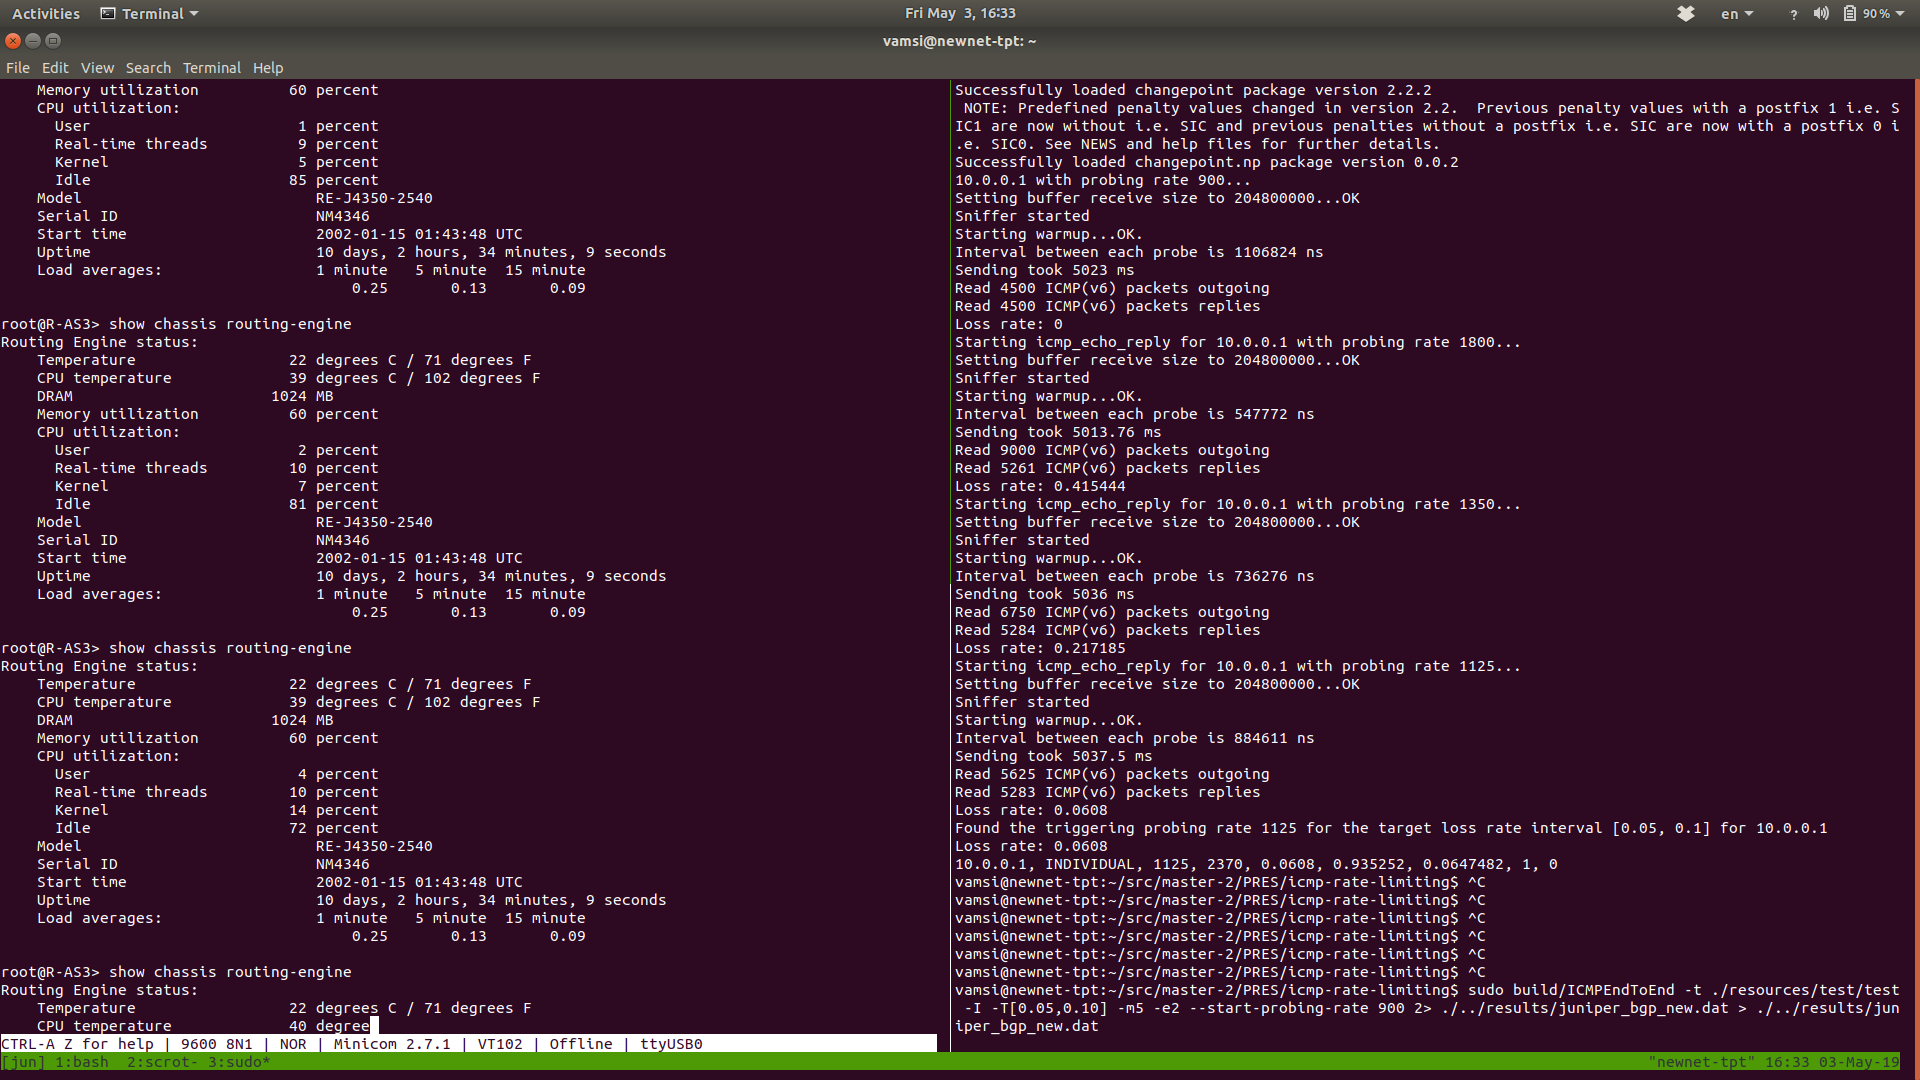 Activities Terminal Fri May 3, 16:33 en ? 90%
vamsi@newnet-tpt: ~
File Edit View Search Terminal Help
Memory utilization 60 percent
CPU utilization:
User 1 percent
Real-time threads 9 percent
Kernel 5 percent
Idle 85 percent
Model RE-J4350-2540
Serial ID NM4346
Start time 2002-01-15 01:43:48 UTC
Uptime 10 days, 2 hours, 34 minutes, 9 seconds
Load averages: 1 minute 5 minute 15 minute
0.25 0.13 0.09
root@R-AS3> show chassis routing-engine
Routing Engine status:
Temperature 22 degrees C / 71 degrees F
CPU temperature 39 degrees C / 102 degrees F
DRAM 1024 MB
Memory utilization 60 percent
CPU utilization:
User 2 percent
Real-time threads 10 percent
Kernel 7 percent
Idle 81 percent
Model RE-J4350-2540
Serial ID NM4346
Start time 2002-01-15 01:43:48 UTC
Uptime 10 days, 2 hours, 34 minutes, 9 seconds
Load averages: 1 minute 5 minute 15 minute
0.25 0.13 0.09
root@R-AS3> show chassis routing-engine
Routing Engine status:
Temperature 22 degrees C / 71 degrees F
CPU temperature 39 degrees C / 102 degrees F
DRAM 1024 MB
Memory utilization 60 percent
CPU utilization:
User 4 percent
Real-time threads 10 percent
Kernel 14 percent
Idle 72 percent
Model RE-J4350-2540
Serial ID NM4346
Start time 2002-01-15 01:43:48 UTC
Uptime 10 days, 2 hours, 34 minutes, 9 seconds
Load averages: 1 minute 5 minute 15 minute
0.25 0.13 0.09
root@R-AS3> show chassis routing-engine
Routing Engine status:
Temperature 22 degrees C / 71 degrees F
CPU temperature 40 degree
CTRL-A Z for help | 9600 8N1 | NOR | Minicom 2.7.1 | VT102 | Offline | ttyUSB0
Successfully loaded changepoint package version 2.2.2
NOTE: Predefined penalty values changed in version 2.2. Previous penalty values with a postfix 1 i.e. S
IC1 are now without i.e. SIC and previous penalties without a postfix i.e. SIC are now with a postfix 0 i
.e. SIC0. See NEWS and help files for further details.
Successfully loaded changepoint.np package version 0.0.2
10.0.0.1 with probing rate 900...
Setting buffer receive size to 204800000...OK
Sniffer started
Starting warmup...OK.
Interval between each probe is 1106824 ns
Sending took 5023 ms
Read 4500 ICMP(v6) packets outgoing
Read 4500 ICMP(v6) packets replies
Loss rate: 0
Starting icmp_echo_reply for 10.0.0.1 with probing rate 1800...
Setting buffer receive size to 204800000...OK
Sniffer started
Starting warmup...OK.
Interval between each probe is 547772 ns
Sending took 5013.76 ms
Read 9000 ICMP(v6) packets outgoing
Read 5261 ICMP(v6) packets replies
Loss rate: 0.415444
Starting icmp_echo_reply for 10.0.0.1 with probing rate 1350...
Setting buffer receive size to 204800000...OK
Sniffer started
Starting warmup...OK.
Interval between each probe is 736276 ns
Sending took 5036 ms
Read 6750 ICMP(v6) packets outgoing
Read 5284 ICMP(v6) packets replies
Loss rate: 0.217185
Starting icmp_echo_reply for 10.0.0.1 with probing rate 1125...
Setting buffer receive size to 204800000...OK
Sniffer started
Starting warmup...OK.
Interval between each probe is 884611 ns
Sending took 5037.5 ms
Read 5625 ICMP(v6) packets outgoing
Read 5283 ICMP(v6) packets replies
Loss rate: 0.0608
Found the triggering probing rate 1125 for the target loss rate interval [0.05, 0.1] for 10.0.0.1
Loss rate: 0.0608
10.0.0.1, INDIVIDUAL, 1125, 2370, 0.0608, 0.935252, 0.0647482, 1, 0
vamsi@newnet-tpt:~/src/master-2/PRES/icmp-rate-limiting$ ^C
vamsi@newnet-tpt:~/src/master-2/PRES/icmp-rate-limiting$ ^C
vamsi@newnet-tpt:~/src/master-2/PRES/icmp-rate-limiting$ ^C
vamsi@newnet-tpt:~/src/master-2/PRES/icmp-rate-limiting$ ^C
vamsi@newnet-tpt:~/src/master-2/PRES/icmp-rate-limiting$ ^C
vamsi@newnet-tpt:~/src/master-2/PRES/icmp-rate-limiting$ ^C
vamsi@newnet-tpt:~/src/master-2/PRES/icmp-rate-limiting$ sudo build/ICMPEndToEnd -t ./resources/test/test
-I -T[0.05,0.10] -m5 -e2 --start-probing-rate 900 2> ./../results/juniper_bgp_new.dat > ./../results/jun
iper_bgp_new.dat
[jun] 1:bash 2:scrot- 3:sudo* "newnet-tpt" 16:33 03-May-19